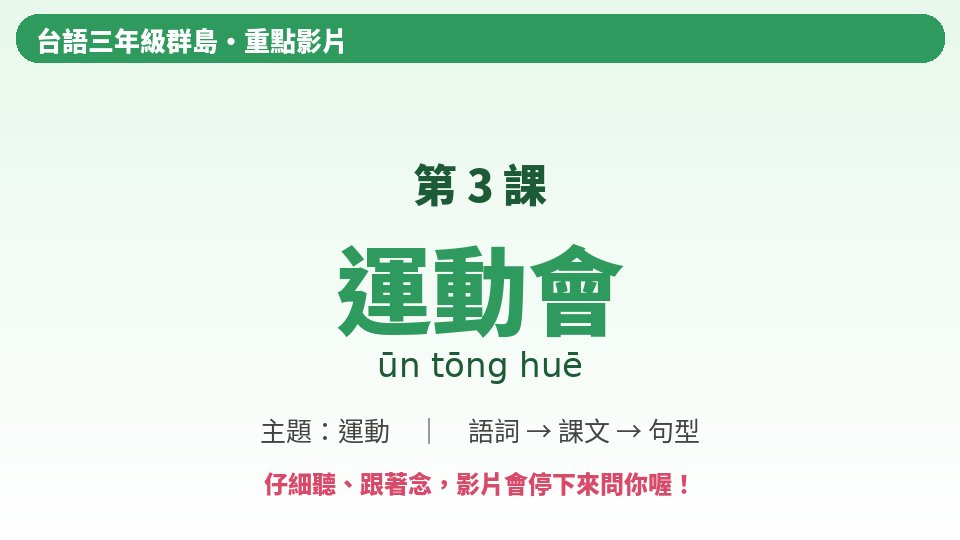 台語三年級群島・重點影片
第 3 課
運動會
ūn tōng huē
主題：運動　｜　語詞 → 課文 → 句型
仔細聽、跟著念，影片會停下來問你喔！